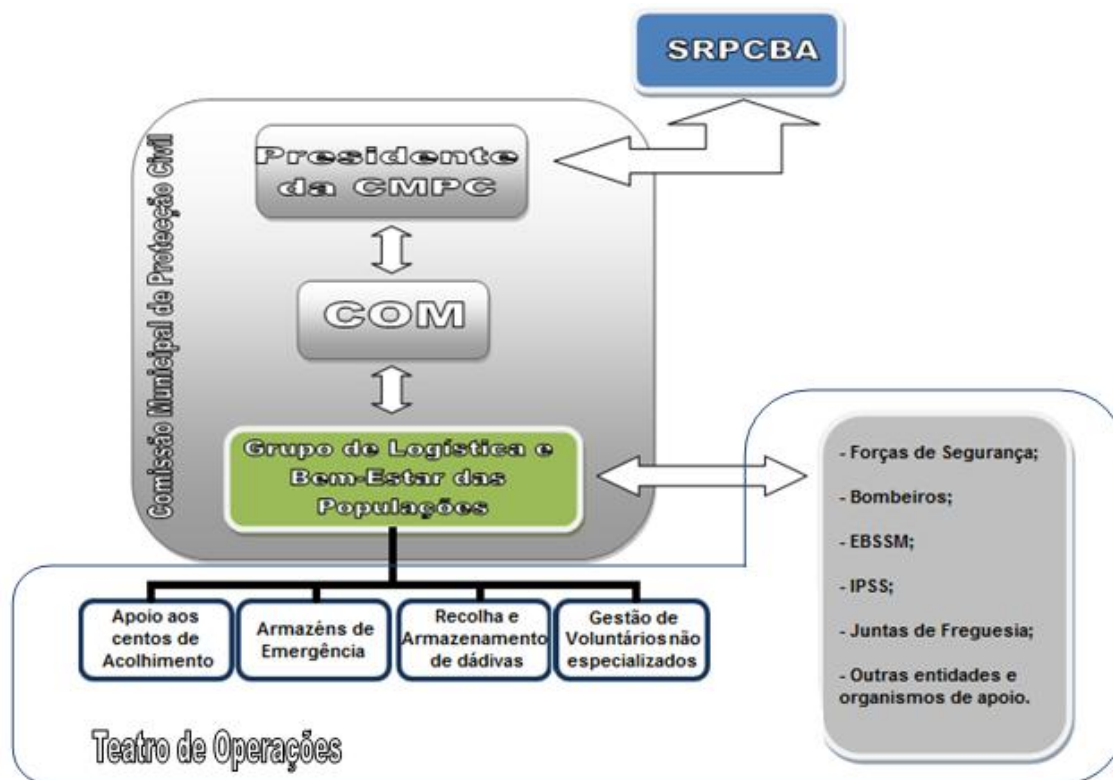 SRPCBA
Comissão Municipal de Protecção Civil
Presidente
da CMPC
COM
Grupo de Logística e
Bem-Estar das
Populações
- Forças de Segurança;
- Bombeiros;
- EBSSM;
- IPSS;
- Juntas de Freguesia;
- Outras entidades e
organismos de apoio.
Apoio aos
centos de
Acolhimento
Armazéns de
Emergência
Recolha e
Armazenamento
de dádivas
Gestão de
Voluntários não
especializados
Teatro de Operações